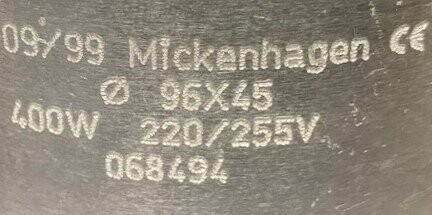 09/99 Mickenhagen CE
Ø 96X45
400W 220/255V
068494